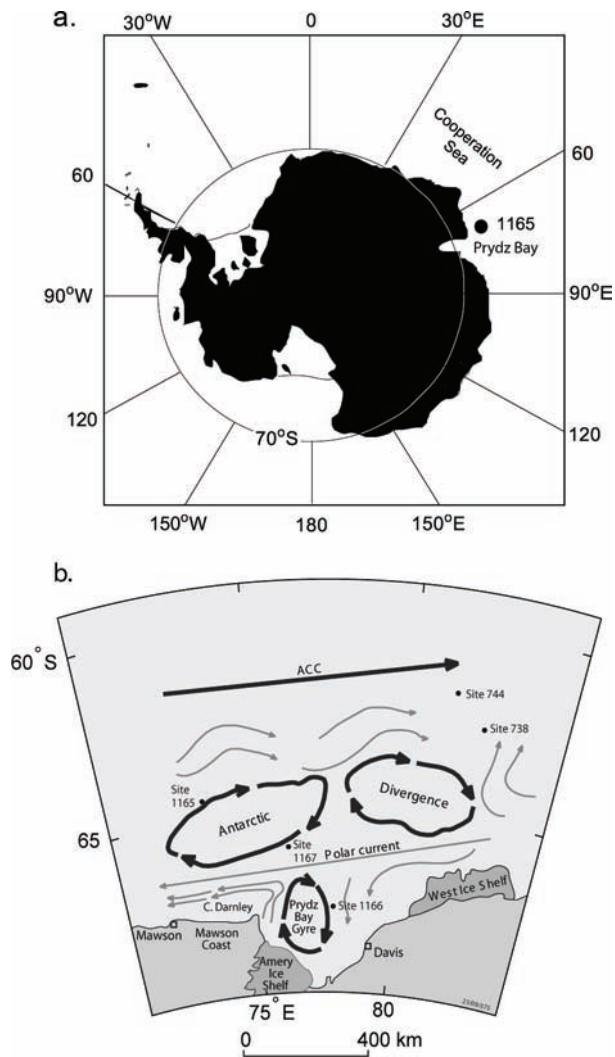 a.
30°W
0
30°E
Cooperation
Sea
60
60
1165
Prydz Bay
90°W
90°E
120
120
70°S
150°W
180
150°E
b.
60°S
ACC
Site 744
Site 738
Site
1165
Antarctic
Divergence
65
Site
1167
Polar current
West Ice Shelf
C. Darnley
Prydz
Bay
Gyre
Site 1166
Mawson
Mawson
Coast
Davis
Amery
Ice
Shelf
75°E
80
0
400 km